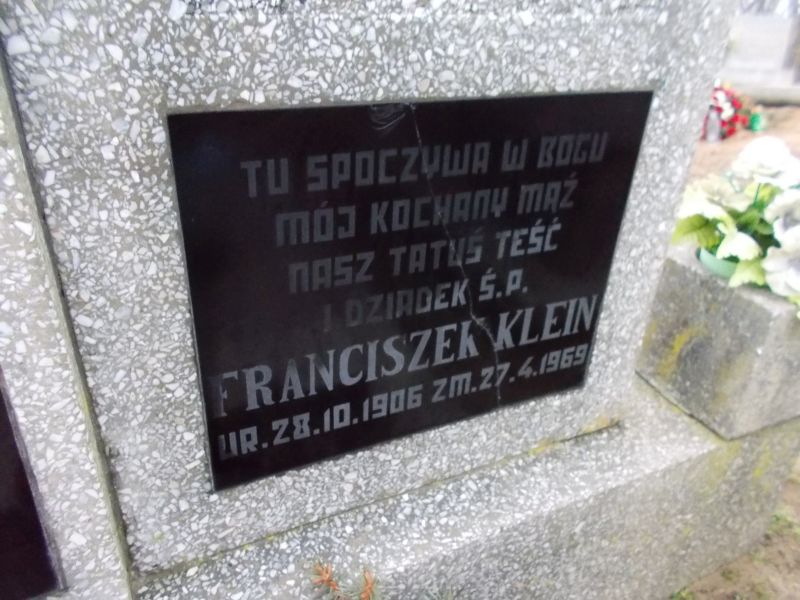 TU SPOCZYWA W BOGU
MÓJ KOCHANY MĄŻ
NASZ TATUŚ TEŚĆ
I DZIADEK Ś.P.
FRANCISZEK KLEIN
UR. 28.10.1906 ZM. 27.4.1969